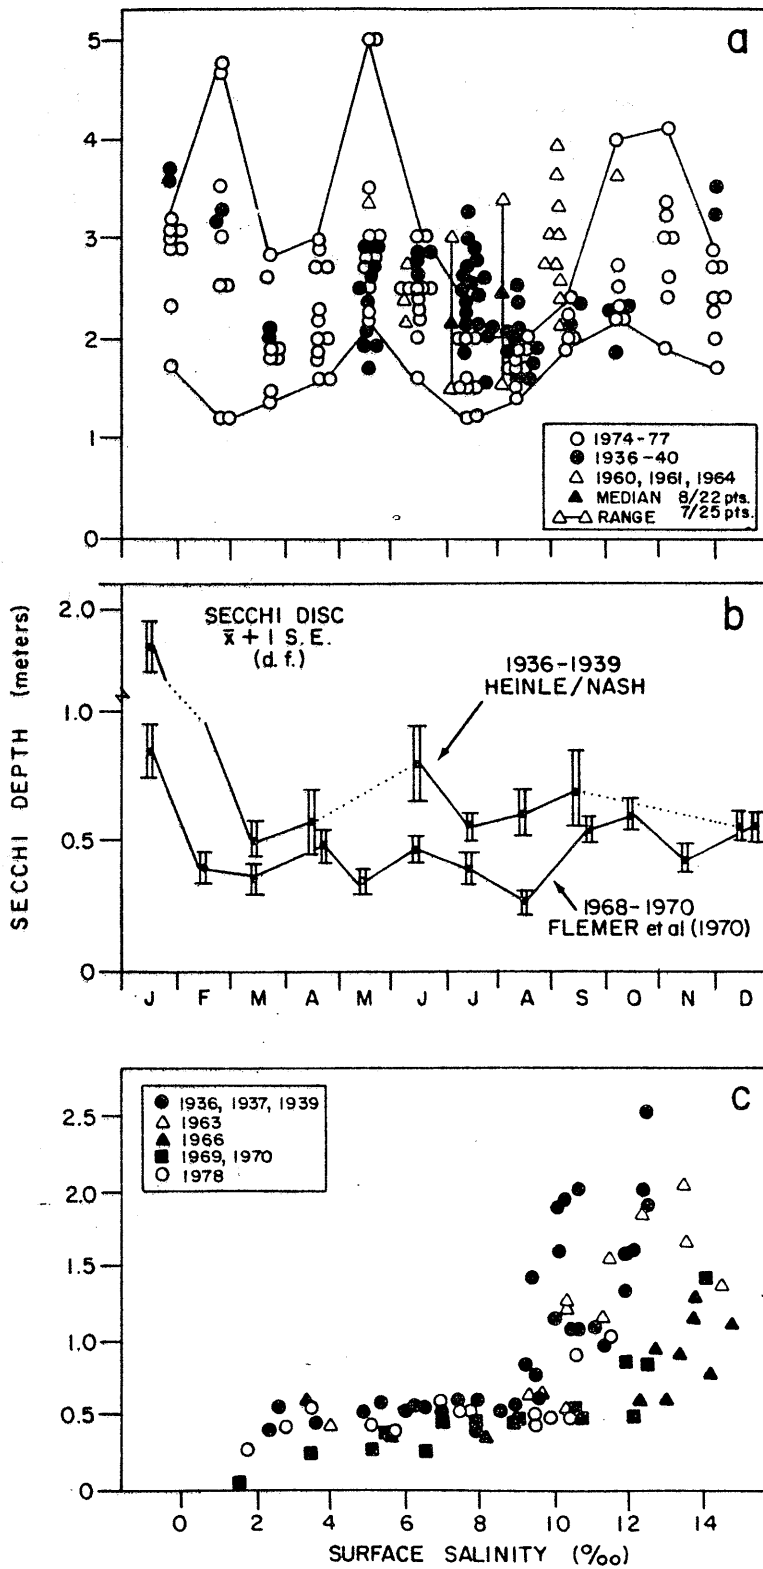 a
5
4
3
2
1
0
1974-77
1936-40
1960, 1961, 1964
MEDIAN 8/22 pts.
RANGE 7/25 pts.
SECCHI DEPTH (meters)
b
2.0
1.0
0.5
0
SECCHI DISC
x̄ + 1 S.E.
(d.f.)
1936-1939
HEINLE/NASH
1968-1970
FLEMER et al (1970)
J F M A M J J A S O N D
c
2.5
2.0
1.5
1.0
0.5
0
1936, 1937, 1939
1963
1966
1969, 1970
1978
0 2 4 6 8 10 12 14
SURFACE SALINITY (‰)